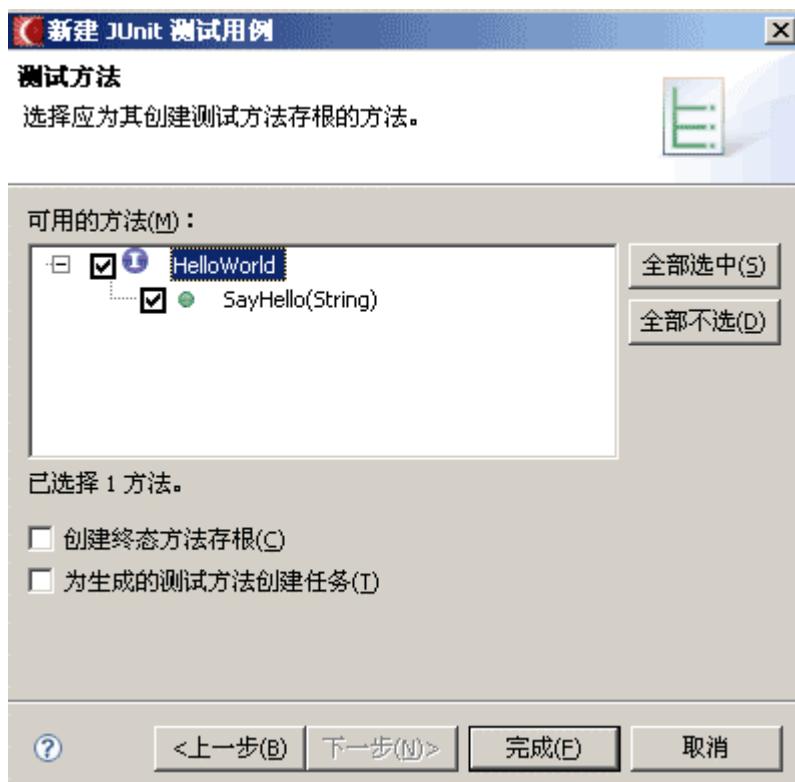 新建 JUnit 测试用例
测试方法
选择应为其创建测试方法存根的方法。
可用的方法(M)：
HelloWorld
SayHello(String)
全部选中(S)
全部不选(D)
已选择 1 方法。
创建终态方法存根(C)
为生成的测试方法创建任务(T)
<上一步(B)
下一步(N)>
完成(F)
取消